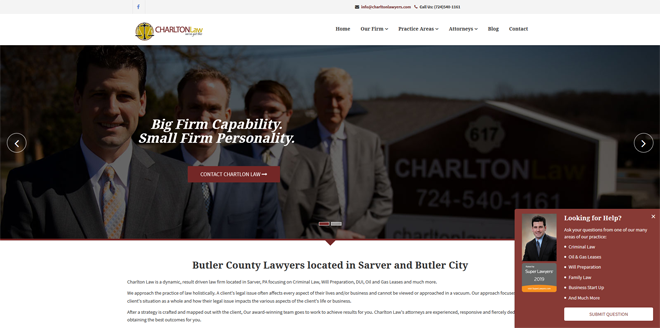 info@charltonlawyers.com Call Us: (724)540-1161
CHARLTONLAW
Home Our Firm Practice Areas Attorneys Blog Contact
617
CHARLTONLAW
724-540-1161
Big Firm Capability.
Small Firm Personality.
CONTACT CHARTLON LAW
charltonlaw
Looking for Help?
Ask your questions from one of our many
areas of our practice:
Criminal Law
Oil & Gas Leases
Will Preparation
Family Law
Business Start Up
And Much More
Super Lawyers
2019
SUBMIT QUESTION
Butler County Lawyers located in Sarver and Butler City
Charlton Law is a dynamic, result driven law firm located in Sarver, PA focusing on Criminal Law, Will Preparation, DUI, Oil Gas Leases and much more.
We approach the practice of law holistically. A client's legal issue often affects every aspect of their lives and/or business and cannot be viewed or approached in a vacuum. Our approach focuses
client's situation as a whole and how their legal issue impacts the various aspects of the client's life or business.
After a strategy is crafted and mapped out with the client, Our award-winning team goes to work to achieve results for you. Charlton Law's attorneys are experienced, responsive and fiercely
obtaining the best outcomes for you.